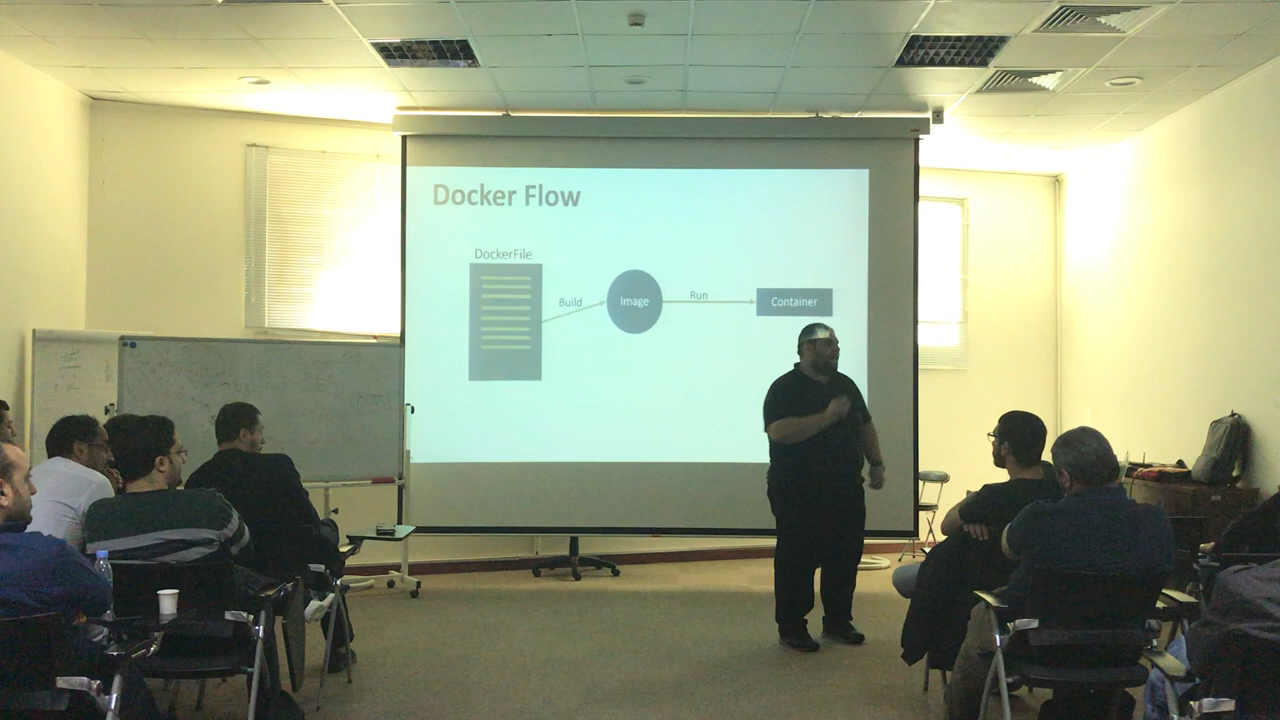 Docker Flow
DockerFile
Build
Image
Run
Container